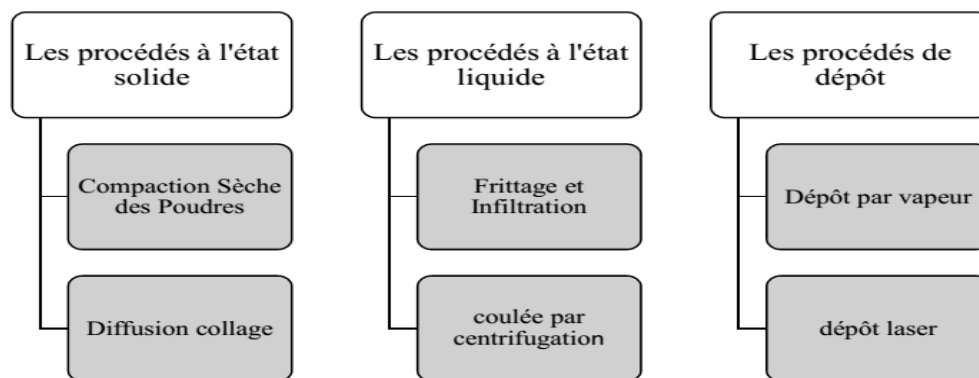 Les procédés à l'état
solide
Compaction Sèche
des Poudres
Diffusion collage
Les procédés à l'état
liquide
Frittage et
Infiltration
coulée par
centrifugation
Les procédés de
dépôt
Dépôt par vapeur
dépôt laser